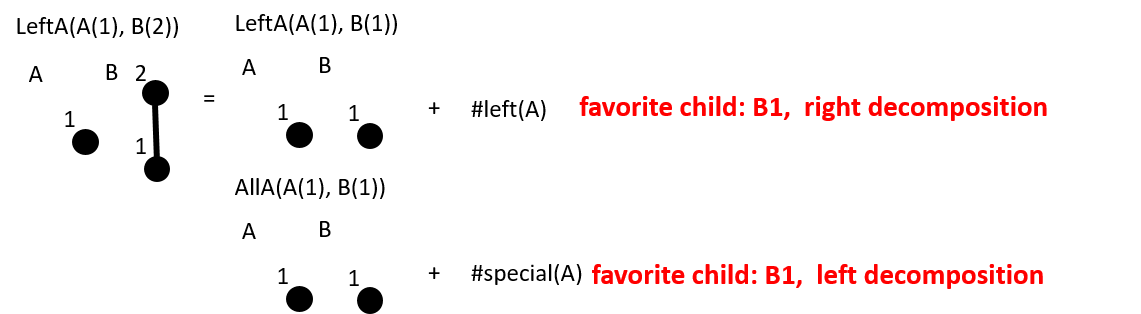 LeftA(A(1), B(2))
A B 2
1
1
=
LeftA(A(1), B(1))
A B
1 1
+ #left(A) favorite child: B1, right decomposition
AllA(A(1), B(1))
A B
1 1
+ #special(A) favorite child: B1, left decomposition